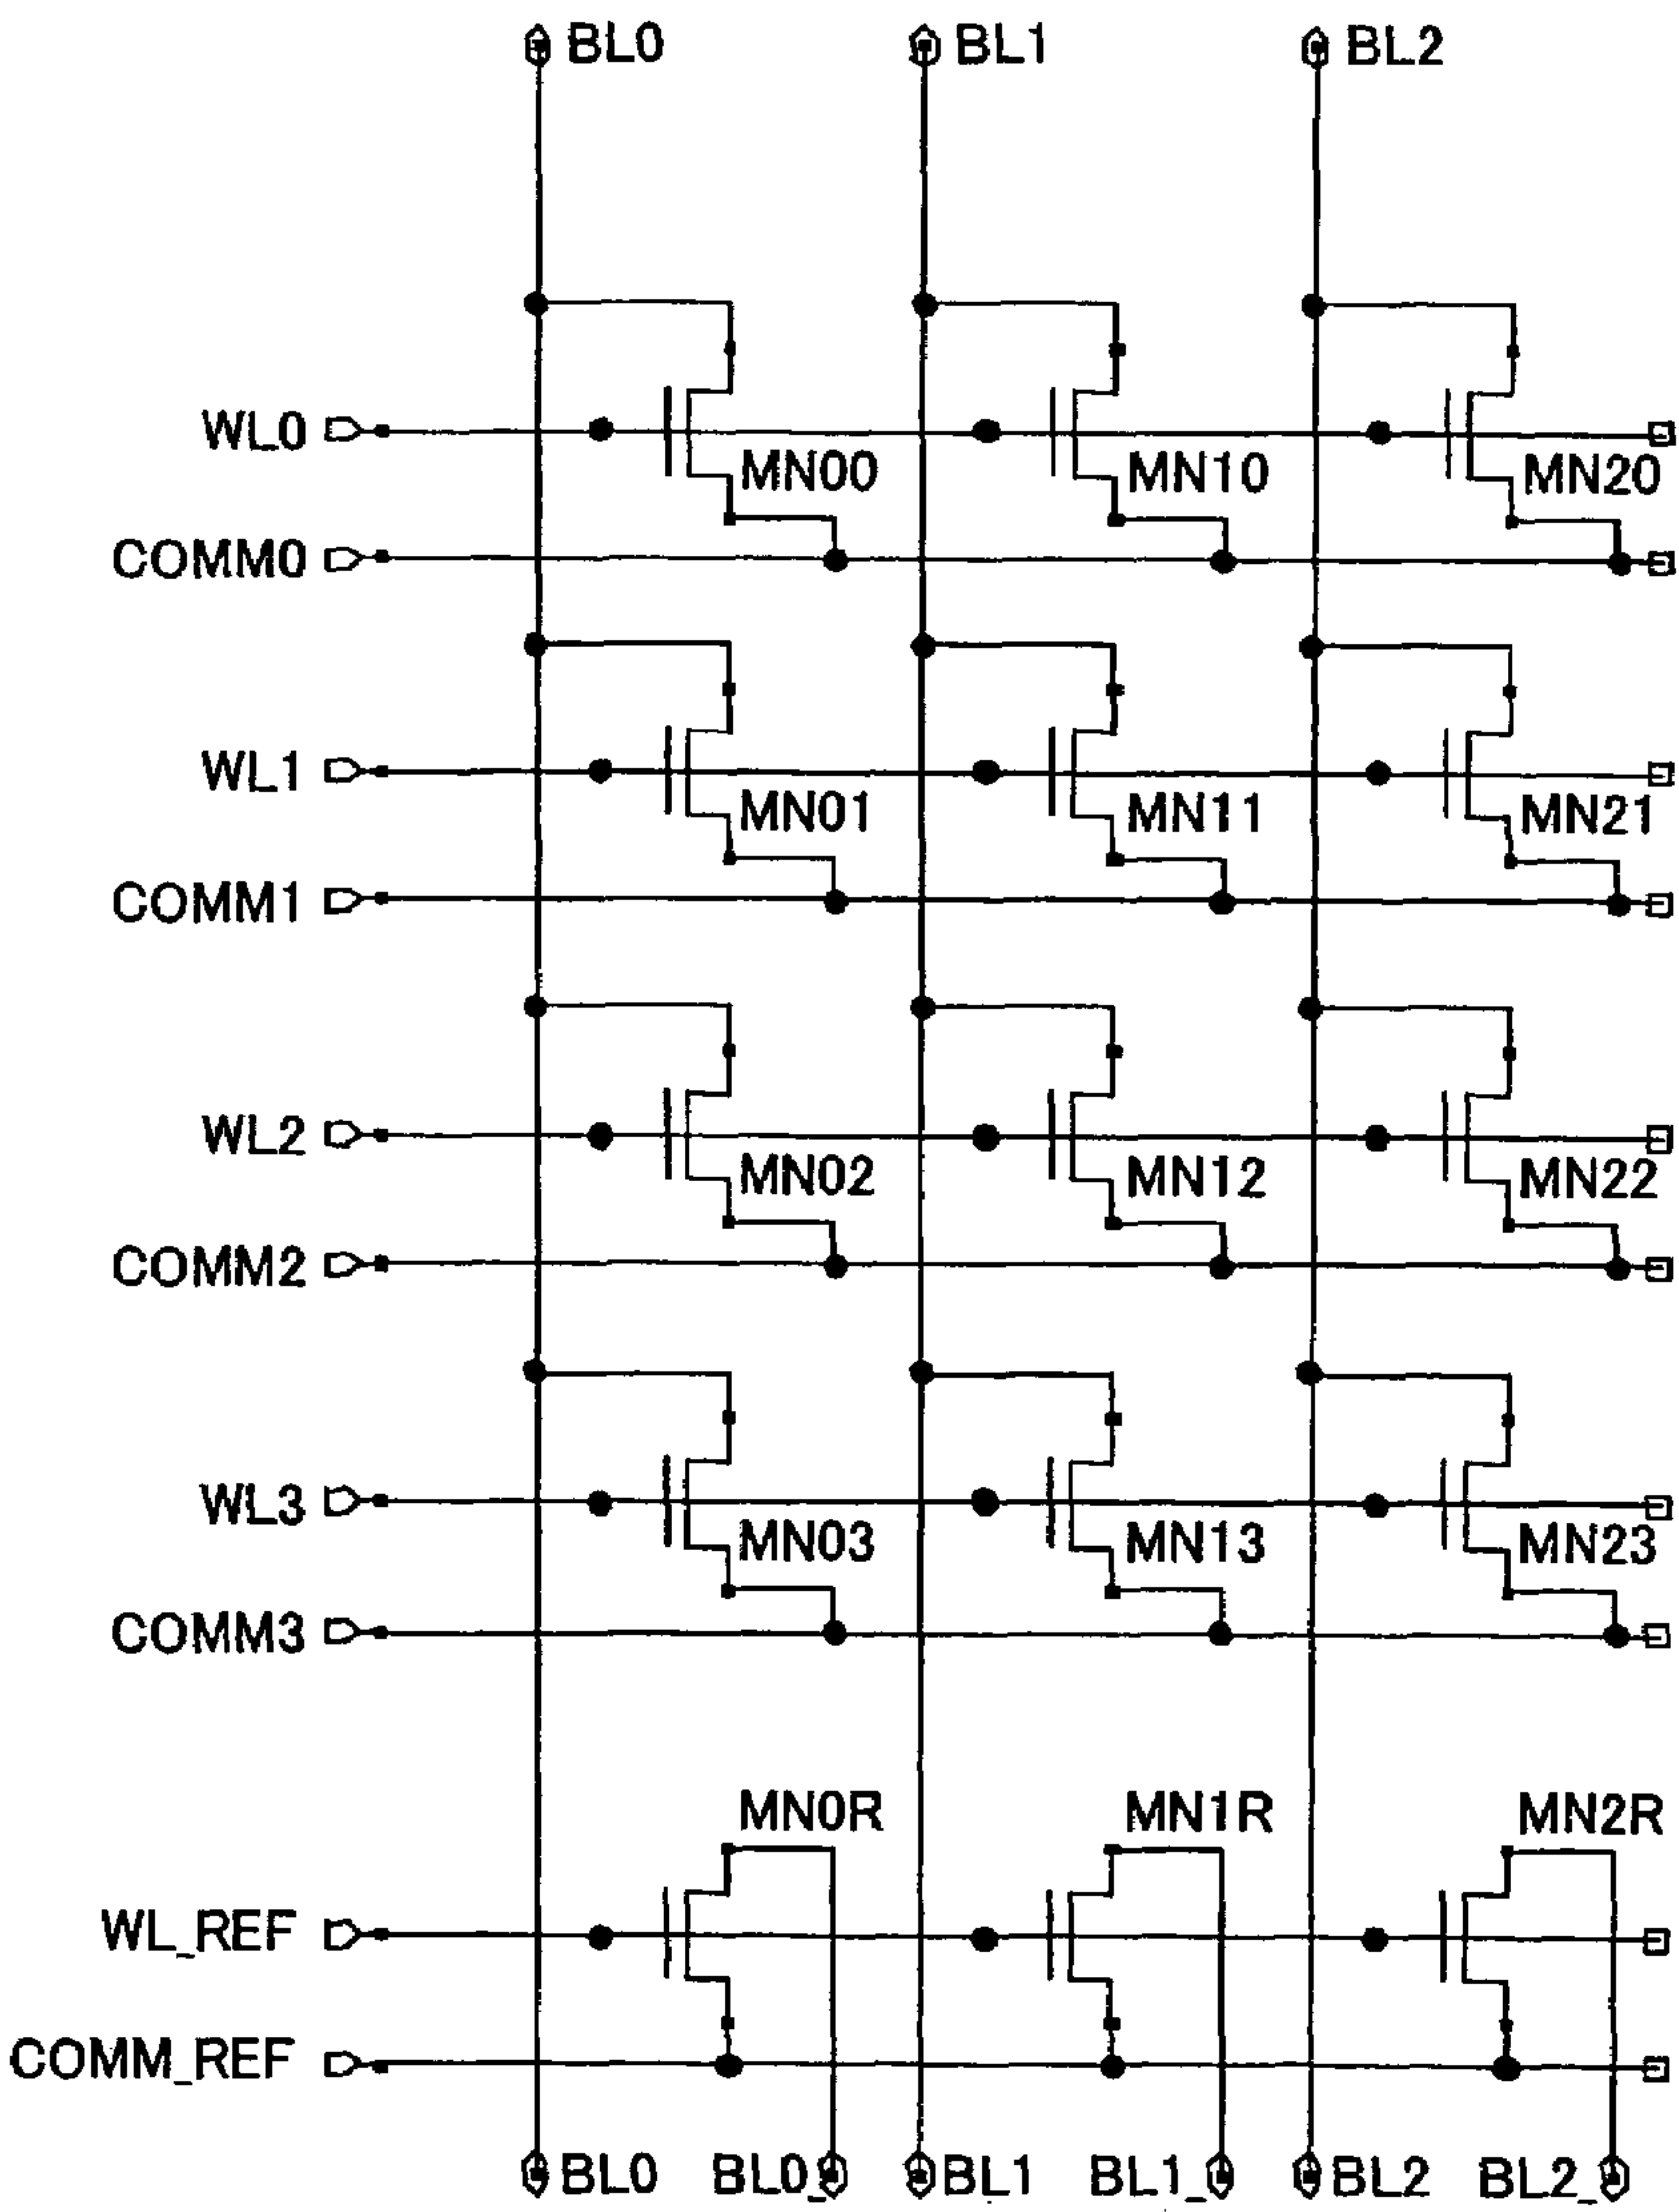 BL0 BL1 BL2
WL0
MN00 MN10 MN20
COMM0
WL1
MN01 MN11 MN21
COMM1
WL2
MN02 MN12 MN22
COMM2
WL3
MN03 MN13 MN23
COMM3
MN0R MN1R MN2R
WL_REF
COMM_REF
BL0 BL0_ BL1 BL1_ BL2 BL2_